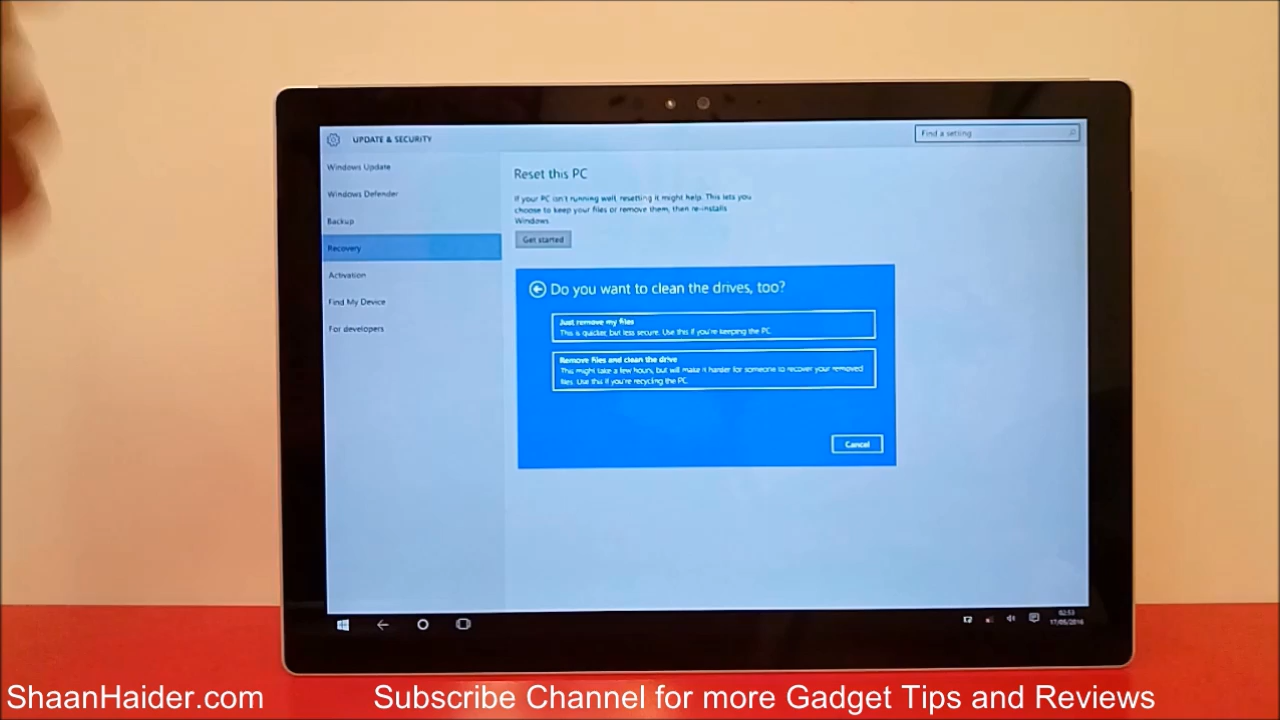 UPDATE & SECURITY
Find a setting
Windows Update
Windows Defender
Backup
Recovery
Activation
Find My Device
For developers
Reset this PC
If your PC isn't running well, resetting it might help. This lets you
choose to keep your files or remove them, then re-installs
Windows.
Get started
Do you want to clean the drives, too?
Just remove my files
This is quicker, but less secure. Use this if you're keeping the PC.
Remove files and clean the drive
This might take a few hours, but will make it harder for someone to recover your removed
files. Use this if you're recycling the PC.
Cancel
02:53
17/05/2016
ShaanHaider.com
Subscribe Channel for more Gadget Tips and Reviews